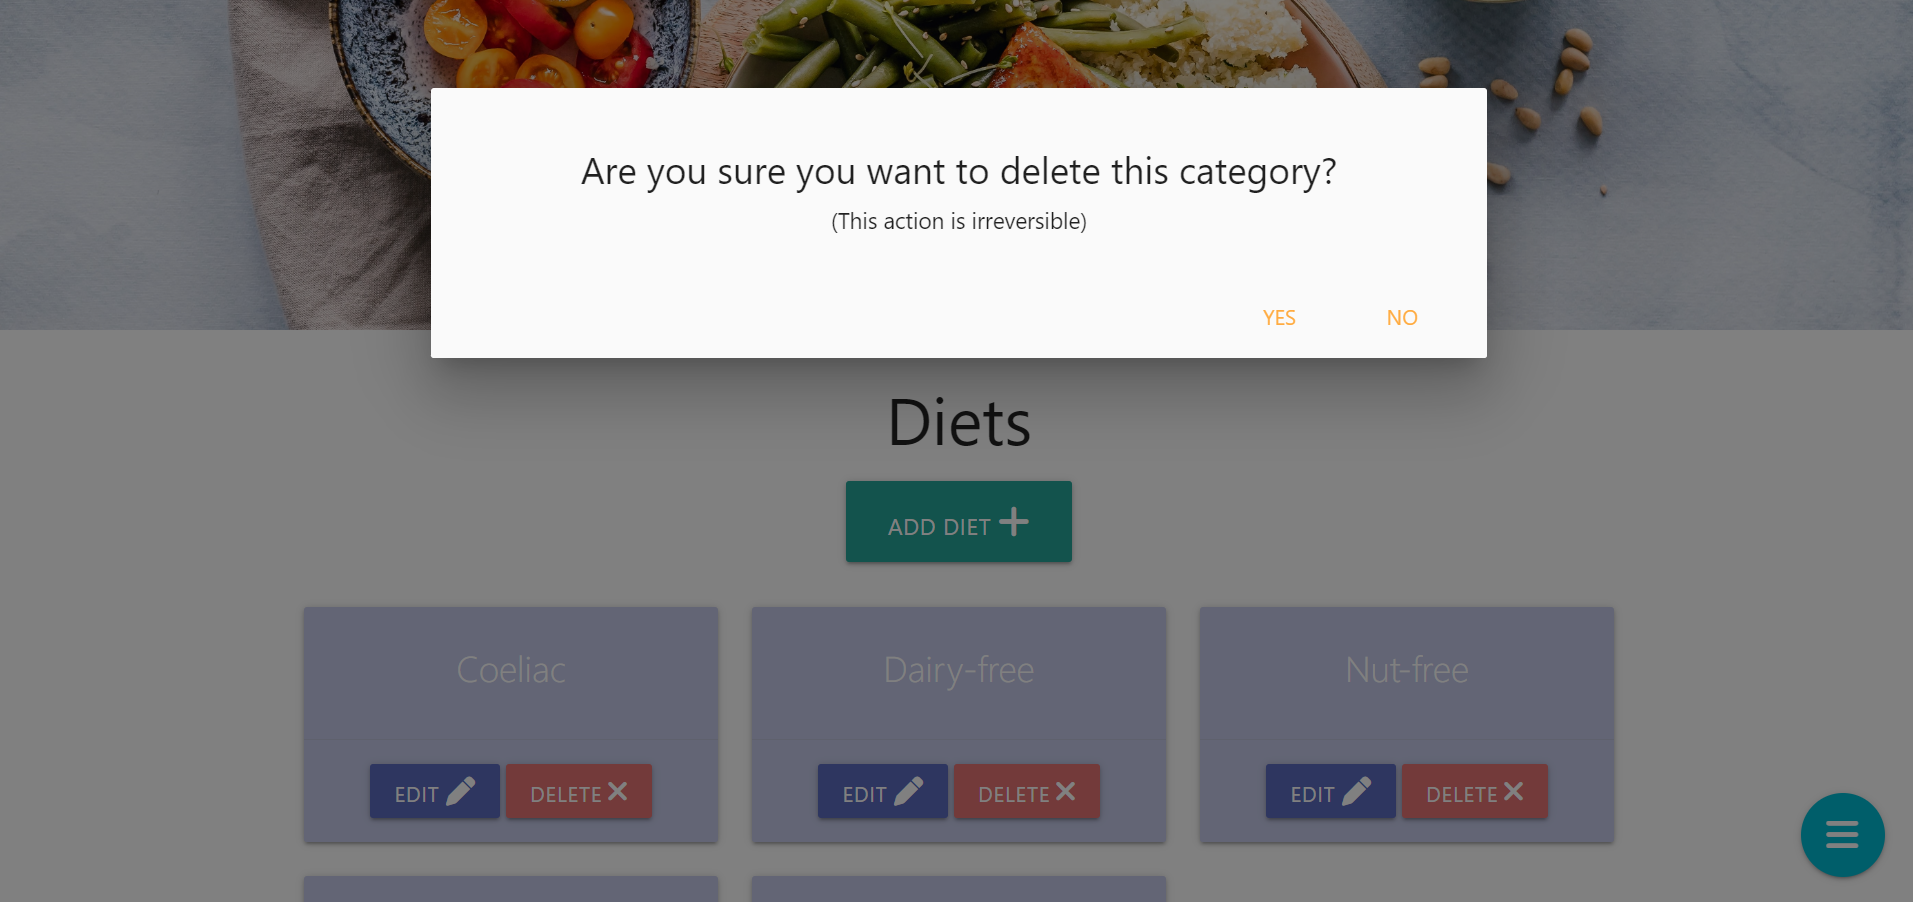 Are you sure you want to delete this category?
(This action is irreversible)
YES NO
Diets
ADD DIET
Coeliac Dairy-free Nut-free
EDIT DELETE EDIT DELETE EDIT DELETE